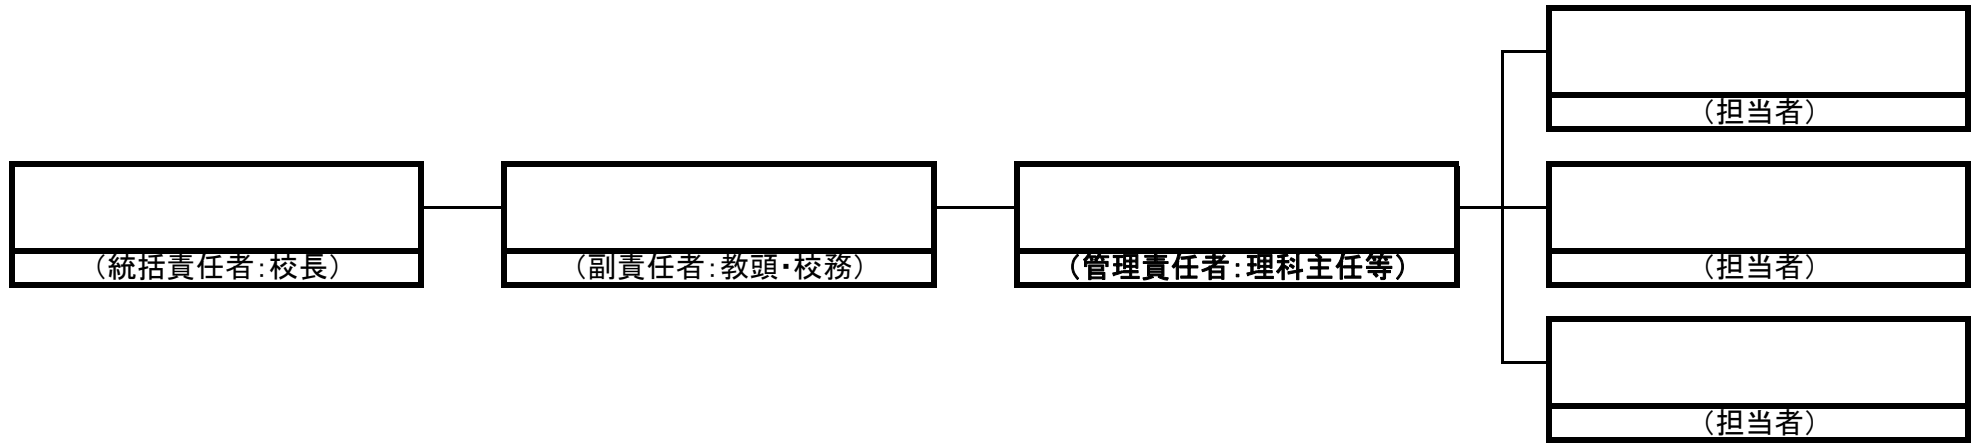 （担当者）
（統括責任者：校長）
（副責任者：教頭・校務）
（管理責任者：理科主任等）
（担当者）
（担当者）